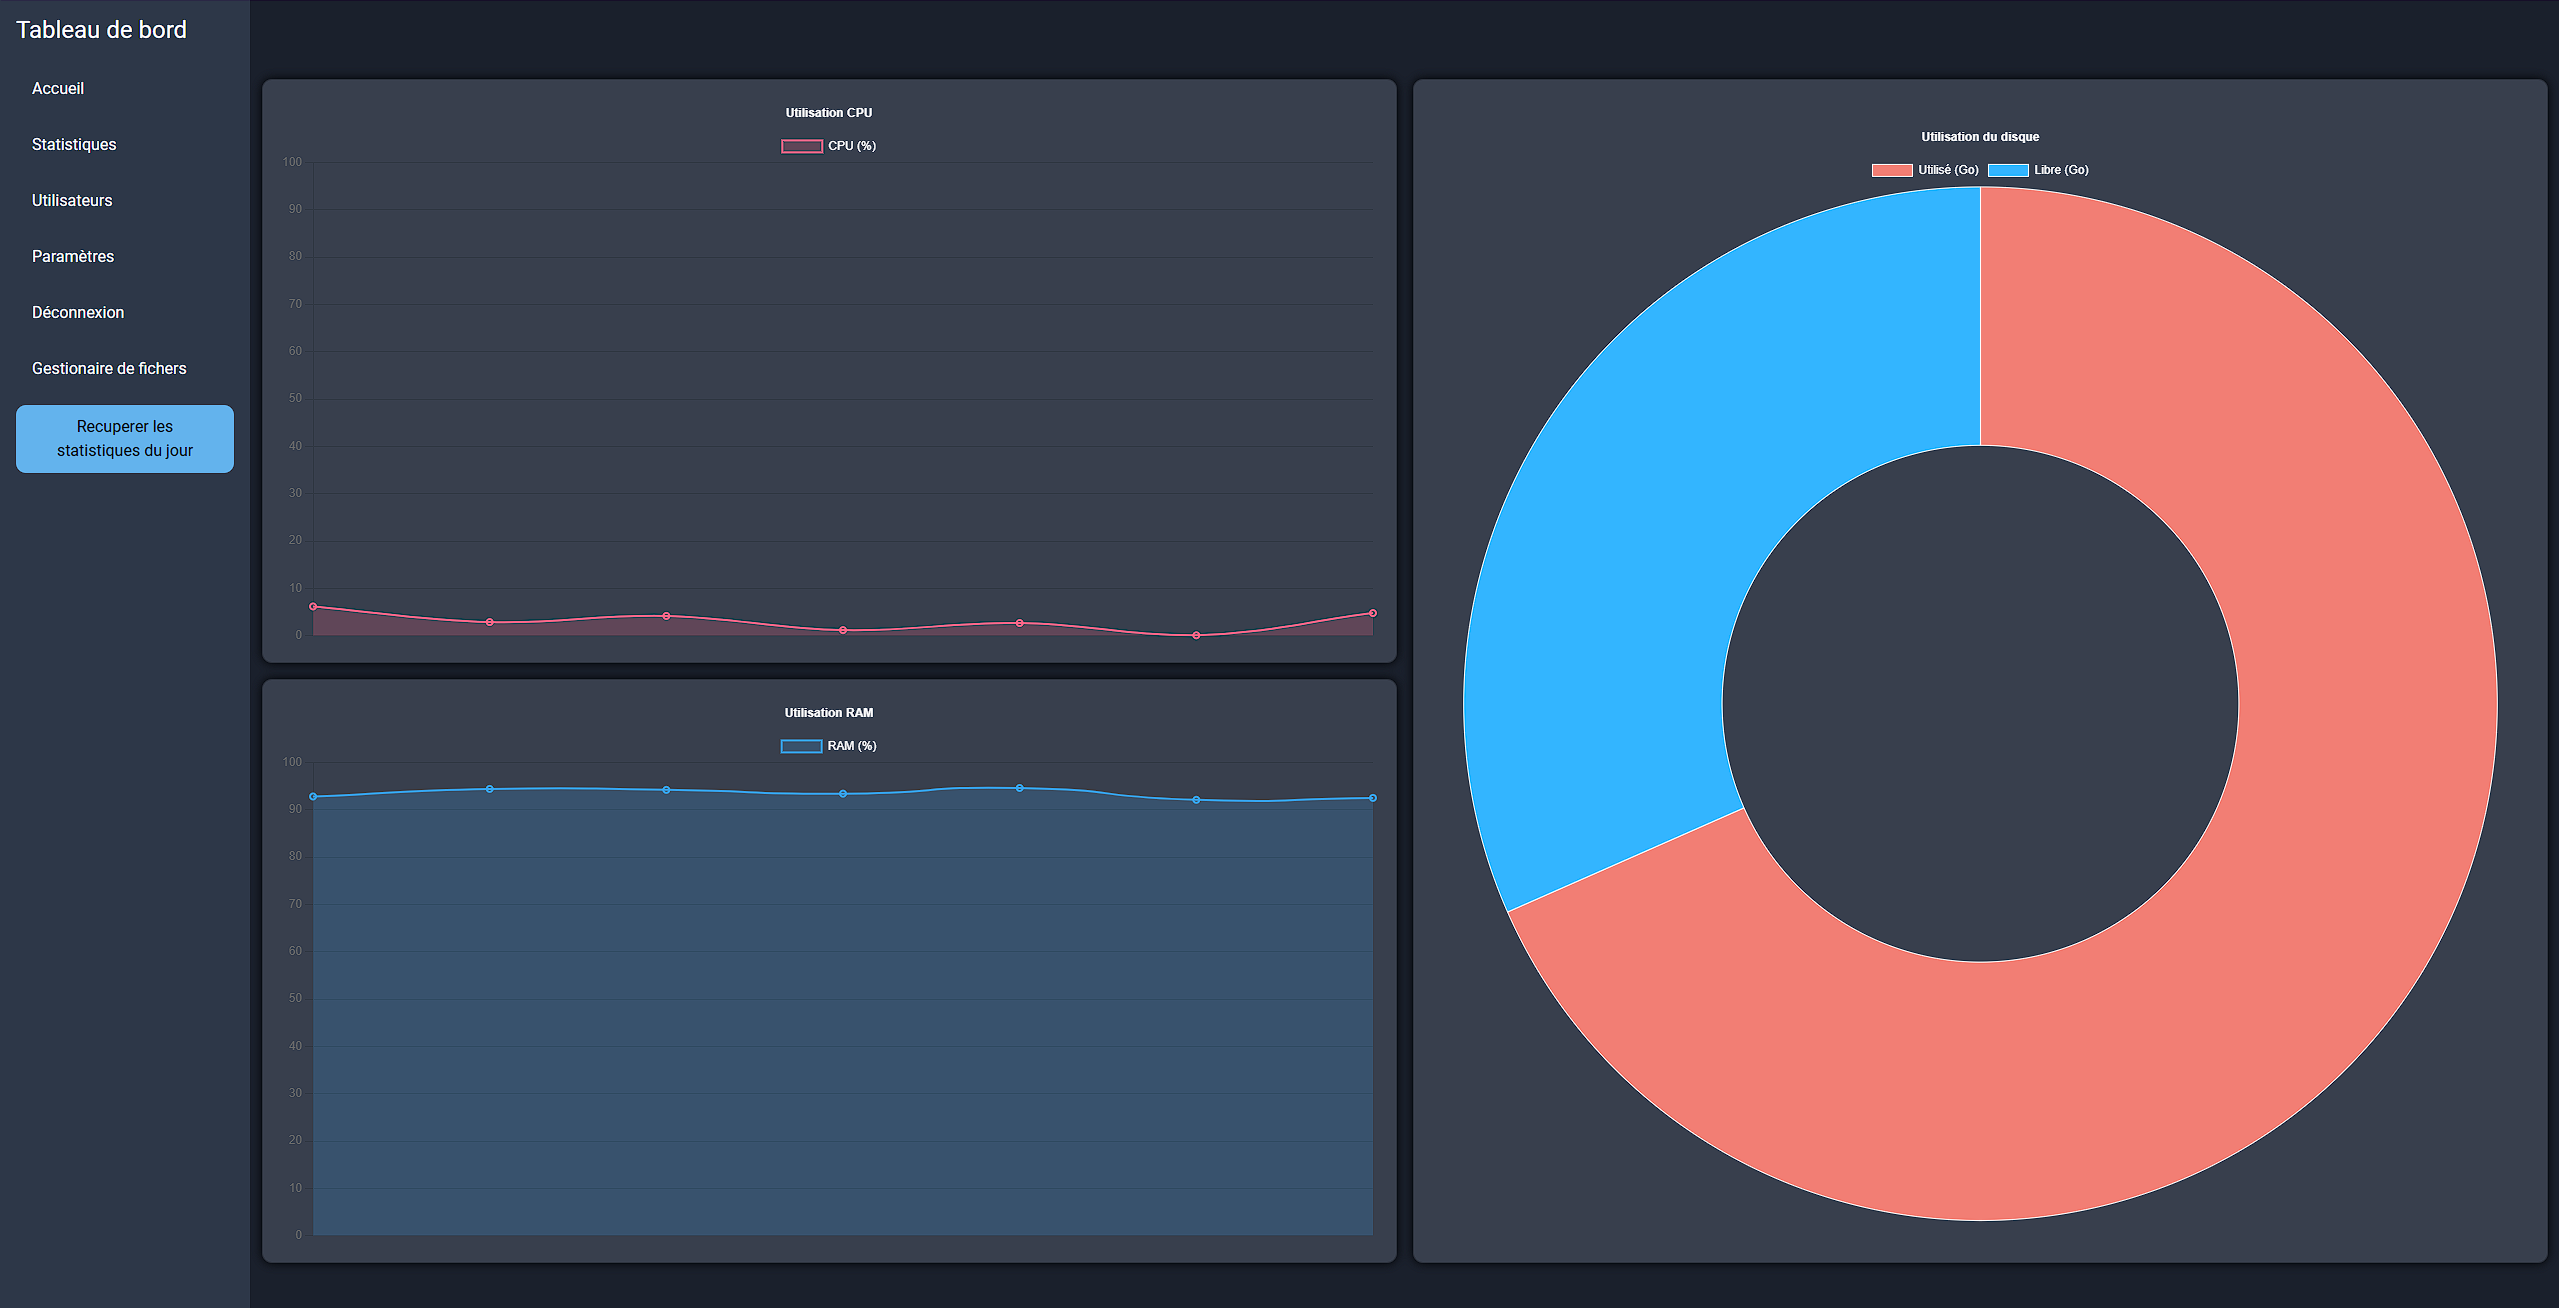 Tableau de bord
Accueil
Statistiques
Utilisateurs
Paramètres
Déconnexion
Gestionaire de fichers
Recuperer les
statistiques du jour
Utilisation CPU
CPU (%)
100
90
80
70
60
50
40
30
20
10
0
Utilisation RAM
RAM (%)
100
90
80
70
60
50
40
30
20
10
0
Utilisation du disque
Utilisé (Go) Libre (Go)